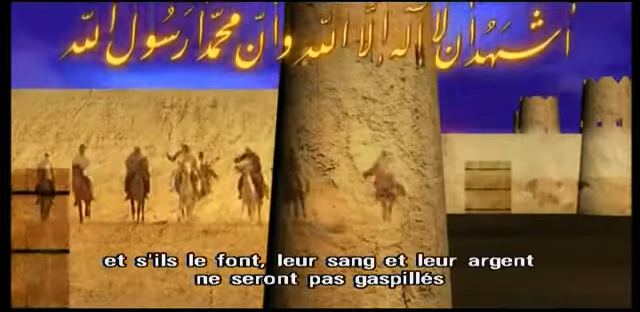 أشهد أن لا إله إلا الله وأن محمدا رسول الله
et s'ils le font, leur sang et leur argent
ne seront pas gaspillés